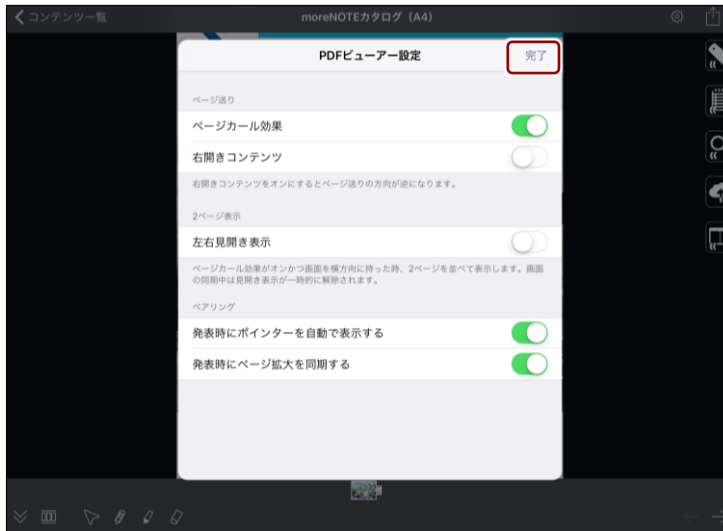 コンテンツ一覧
moreNOTEカタログ（A4）
PDFビューアー設定
完了
ページ送り
ページカール効果
右開きコンテンツ
右開きコンテンツをオンにするとページ送りの方向が逆になります。
2ページ表示
左右見開き表示
ページカール効果がオンかつ画面を横方向に持った時、2ページを並べて表示します。画面
の同期中は見開き表示が一時的に解除されます。
ペアリング
発表時にポインターを自動で表示する
発表時にページ拡大を同期する